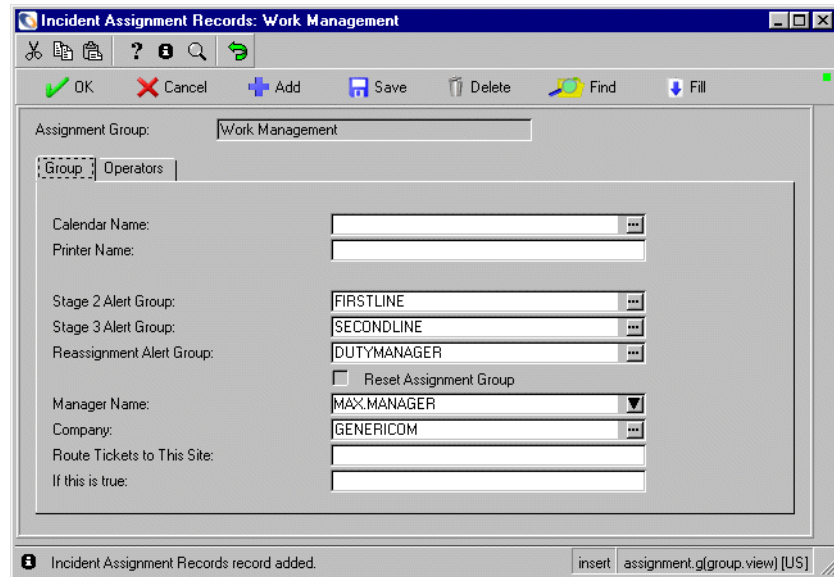 Incident Assignment Records: Work Management
OK Cancel Add Save Delete Find Fill
Assignment Group: Work Management
Group Operators
Calendar Name:
Printer Name:
Stage 2 Alert Group: FIRSTLINE
Stage 3 Alert Group: SECONDLINE
Reassignment Alert Group: DUTYMANAGER
Reset Assignment Group
Manager Name: MAX.MANAGER
Company: GENERICOM
Route Tickets to This Site:
If this is true:
Incident Assignment Records record added. insert assignment.g(group.view) [US]